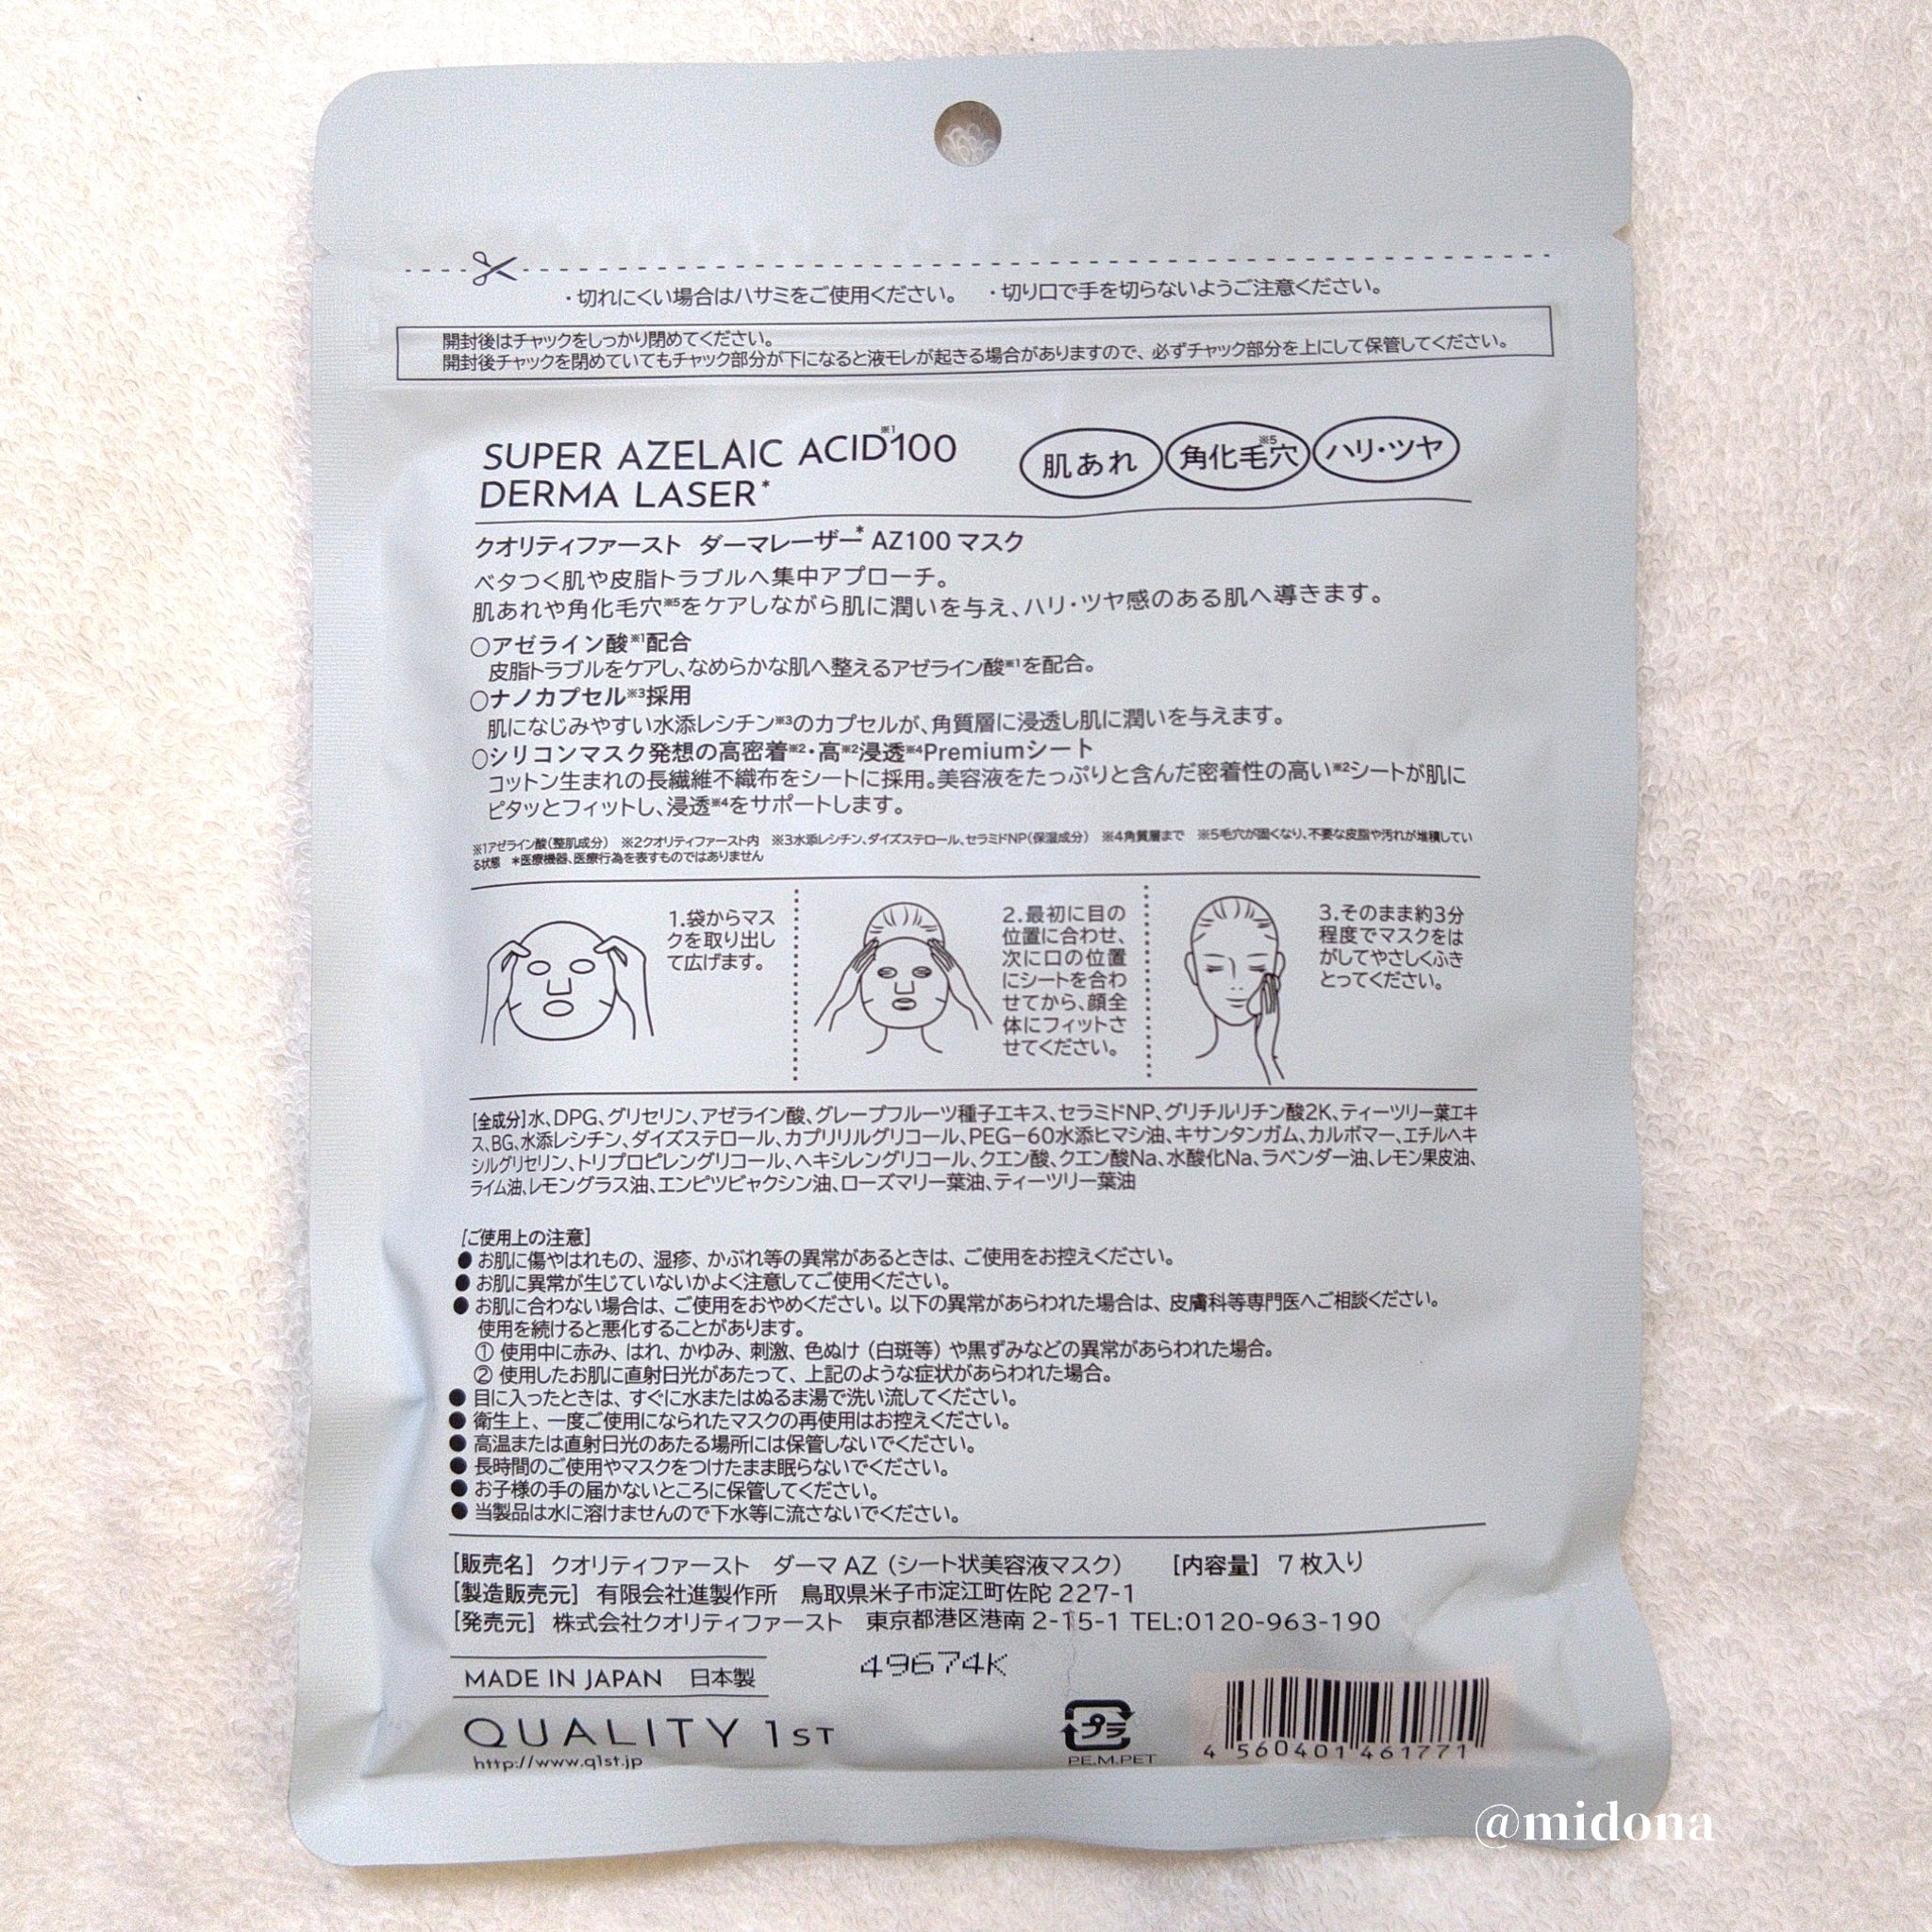 ・切れにくい場合はハサミをご使用ください。 ・切り口で手を切らないようご注意ください。
開封後はチャックをしっかり閉めてください。
開封後チャックを閉めていてもチャック部分が下になると液モレが起きる場合がありますので、必ずチャック部分を上にして保管してください。
SUPER AZELAIC ACID※1100
DERMA LASER*
肌あれ 角化毛穴※5 ハリ・ツヤ
クオリティファースト ダーマレーザー* AZ100 マスク
ベタつく肌や皮脂トラブルへ集中アプローチ。
肌あれや角化毛穴※5をケアしながら肌に潤いを与え、ハリ・ツヤ感のある肌へ導きます。
○アゼライン酸※1配合
皮脂トラブルをケアし、なめらかな肌へ整えるアゼライン酸※1を配合。
○ナノカプセル※3採用
肌になじみやすい水添レシチン※3のカプセルが、角質層に浸透し肌に潤いを与えます。
○シリコンマスク発想の高密着※2・高※2浸透※4Premiumシート
コットン生まれの長繊維不織布をシートに採用。美容液をたっぷりと含んだ密着性の高い※2シートが肌に
ピタッとフィットし、浸透※4をサポートします。
※1アゼライン酸(整肌成分) ※2クオリティファースト内 ※3水添レシチン、ダイズステロール、セラミドNP(保湿成分) ※4角質層まで ※5毛穴が固くなり、不要な皮脂や汚れが堆積してい
る状態 *医療機器、医療行為を表すものではありません
1.袋からマス
クを取り出し
て広げます。
2.最初に目の
位置に合わせ、
次に口の位置
にシートを合わ
せてから、顔全
体にフィットさ
せてください。
3.そのまま約3分
程度でマスクをは
がしてやさしくふき
とってください。
[全成分]水、DPG、グリセリン、アゼライン酸、グレープフルーツ種子エキス、セラミドNP、グリチルリチン酸2K、ティーツリー葉エキ
ス、BG、水添レシチン、ダイズステロール、カプリリルグリコール、PEG-60水添ヒマシ油、キサンタンガム、カルボマー、エチルヘキ
シルグリセリン、トリプロピレングリコール、ヘキシレングリコール、クエン酸、クエン酸Na、水酸化Na、ラベンダー油、レモン果皮油、
ライム油、レモングラス油、エンピツビャクシン油、ローズマリー葉油、ティーツリー葉油
[ご使用上の注意]
● お肌に傷やはれもの、湿疹、かぶれ等の異常があるときは、ご使用をお控えください。
● お肌に異常が生じていないかよく注意してご使用ください。
● お肌に合わない場合は、ご使用をおやめください。以下の異常があらわれた場合は、皮膚科等専門医へご相談ください。
使用を続けると悪化することがあります。
① 使用中に赤み、はれ、かゆみ、刺激、色ぬけ（白斑等）や黒ずみなどの異常があらわれた場合。
② 使用したお肌に直射日光があたって、上記のような症状があらわれた場合。
● 目に入ったときは、すぐに水またはぬるま湯で洗い流してください。
● 衛生上、一度ご使用になられたマスクの再使用はお控えください。
● 高温または直射日光のあたる場所には保管しないでください。
● 長時間のご使用やマスクをつけたまま眠らないでください。
● お子様の手の届かないところに保管してください。
● 当製品は水に溶けませんので下水等に流さないでください。
[販売名] クオリティファースト ダーマ AZ（シート状美容液マスク） [内容量] 7 枚入り
[製造販売元] 有限会社進製作所 鳥取県米子市淀江町佐陀 227-1
[発売元] 株式会社クオリティファースト 東京都港区港南 2-15-1 TEL:0120-963-190
49674K
MADE IN JAPAN 日本製
QUALITY 1ST
http://www.q1st.jp
プラ
PE.M.PET
4 560401 461771
@midona